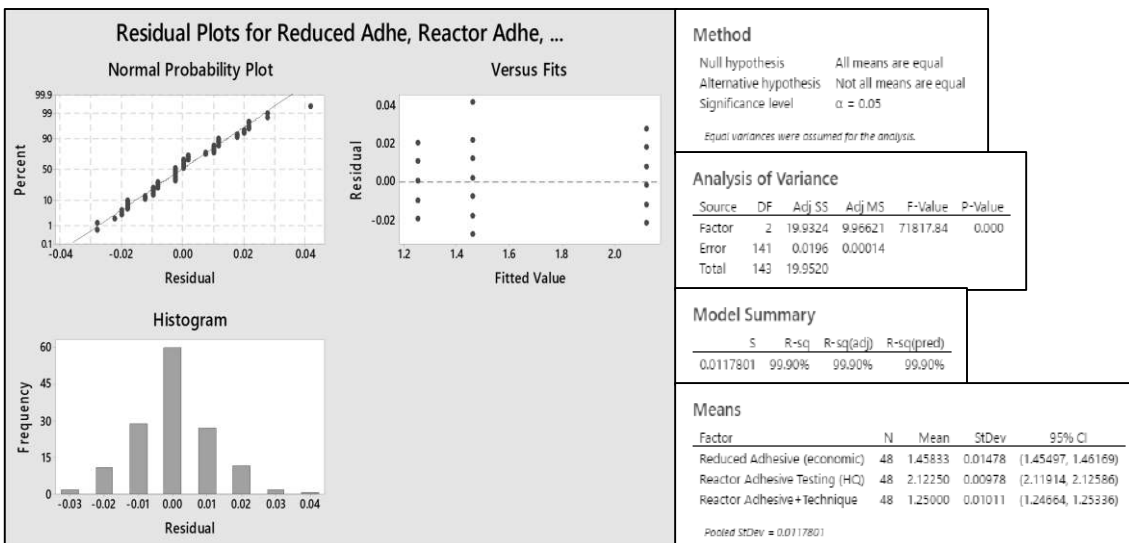 Residual Plots for Reduced Adhe, Reactor Adhe, ...
Normal Probability Plot
99.9
99
90
50
10
1
0.1
Percent
-0.04 -0.02 0.00 0.02 0.04
Residual
Versus Fits
0.04
0.02
0.00
-0.02
Residual
1.2 1.4 1.6 1.8 2.0
Fitted Value
Histogram
60
45
30
15
0
Frequency
-0.03 -0.02 -0.01 0.00 0.01 0.02 0.03 0.04
Residual
Method
Null hypothesis All means are equal
Alternative hypothesis Not all means are equal
Significance level α = 0.05
Equal variances were assumed for the analysis.
Analysis of Variance
Source DF Adj SS Adj MS F-Value P-Value
Factor 2 19.9324 9.96621 71817.84 0.000
Error 141 0.0196 0.00014
Total 143 19.9520
Model Summary
S R-sq R-sq(adj) R-sq(pred)
0.0117801 99.90% 99.90% 99.90%
Means
Factor N Mean StDev 95% CI
Reduced Adhesive (economic) 48 1.45833 0.01478 (1.45497, 1.46169)
Reactor Adhesive Testing (HQ) 48 2.12250 0.00978 (2.11914, 2.12586)
Reactor Adhesive+Technique 48 1.25000 0.01011 (1.24664, 1.25336)
Pooled StDev = 0.0117801